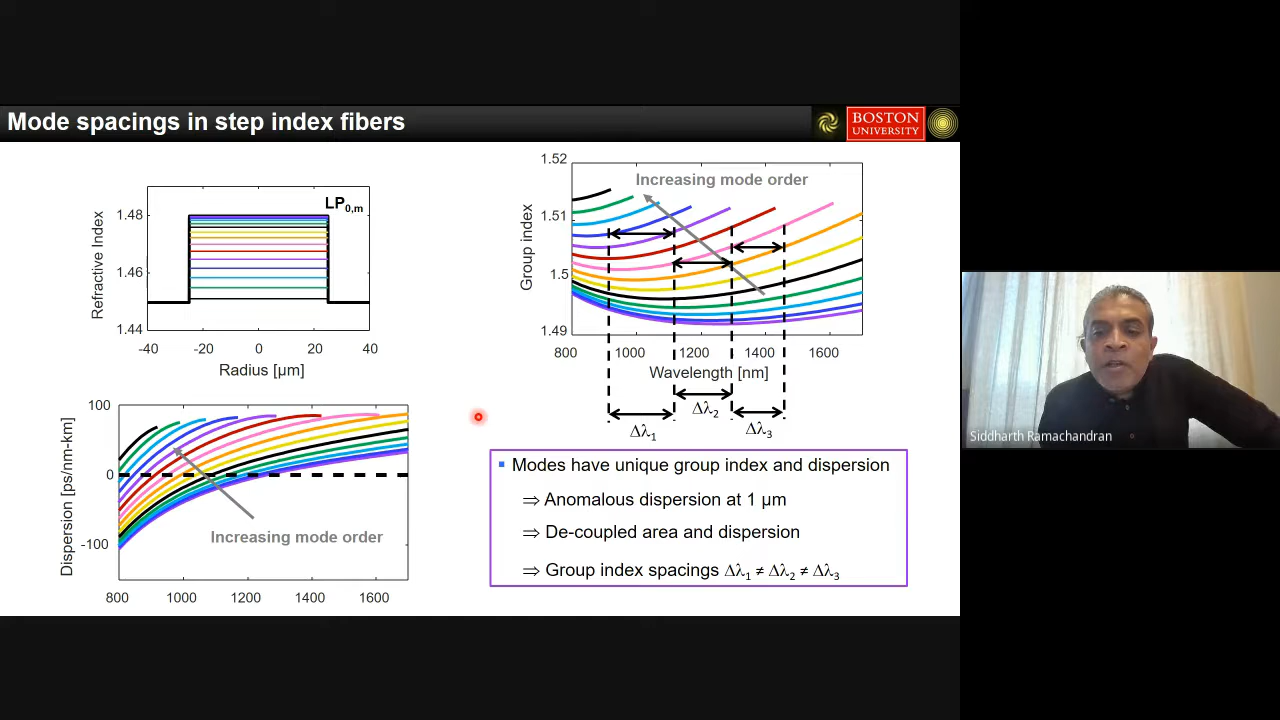 Mode spacings in step index fibers
BOSTON
UNIVERSITY
LP0,m
Refractive Index
1.48
1.46
1.44
-40
-20
0
20
40
Radius [μm]
Increasing mode order
Group index
1.52
1.51
1.5
1.49
800
1000
1200
1400
1600
Wavelength [nm]
Δλ1
Δλ2
Δλ3
Dispersion [ps/nm-km]
100
0
-100
Increasing mode order
800
1000
1200
1400
1600
Modes have unique group index and dispersion
⇒ Anomalous dispersion at 1 μm
⇒ De-coupled area and dispersion
⇒ Group index spacings Δλ1 ≠ Δλ2 ≠ Δλ3
Siddharth Ramachandran